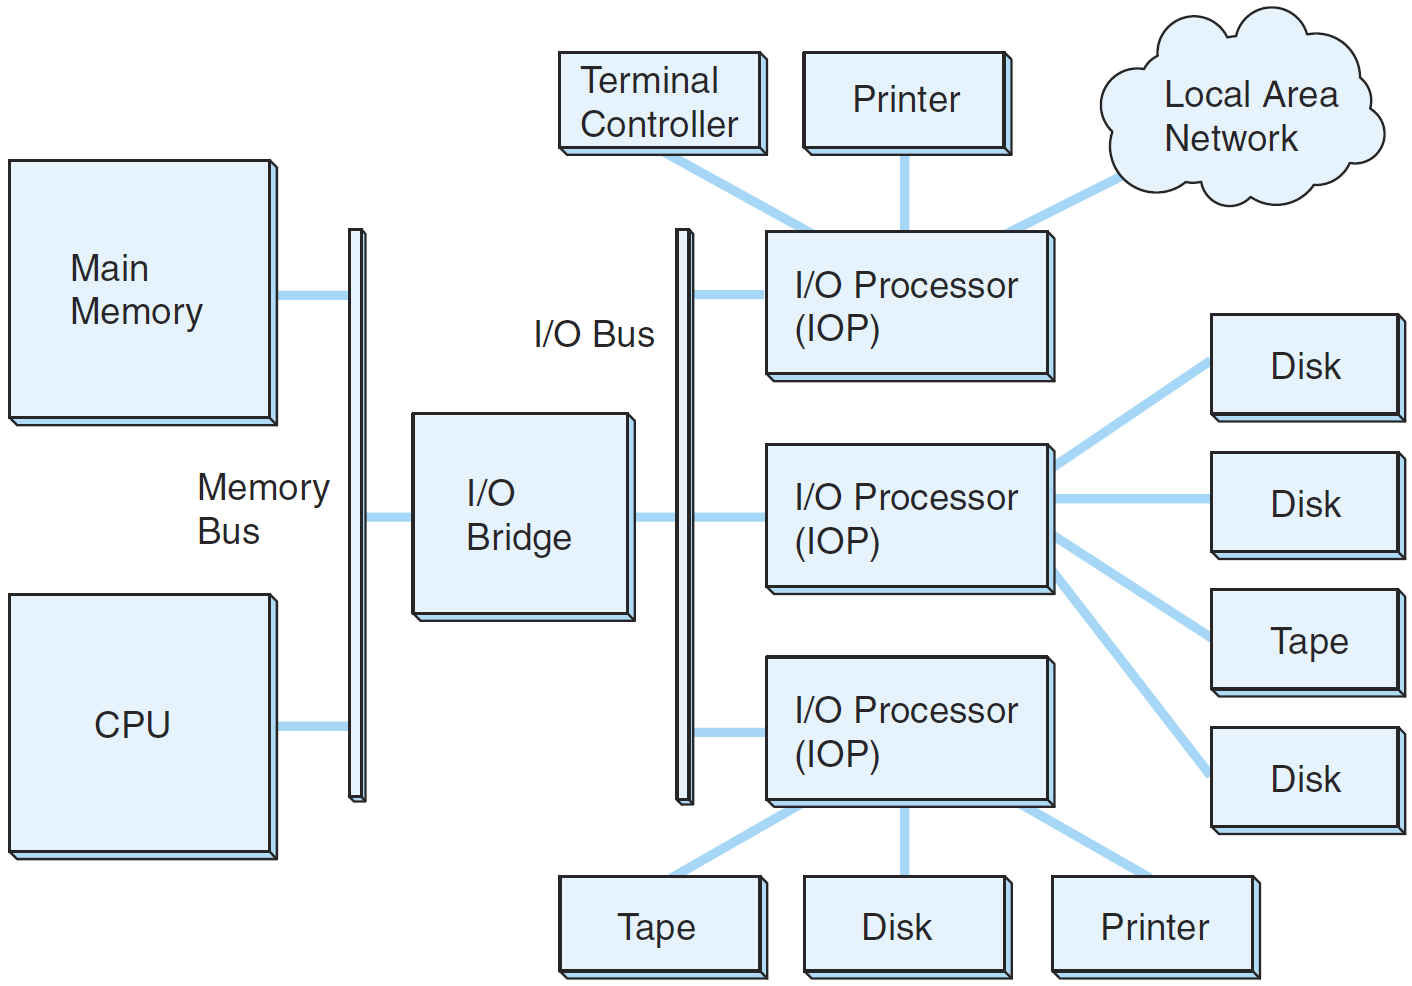 Terminal
Controller
Printer
Local Area
Network
Main
Memory
I/O Processor
(IOP)
I/O Bus
Disk
Memory
Bus
I/O
Bridge
I/O Processor
(IOP)
Disk
Tape
CPU
I/O Processor
(IOP)
Disk
Tape
Disk
Printer